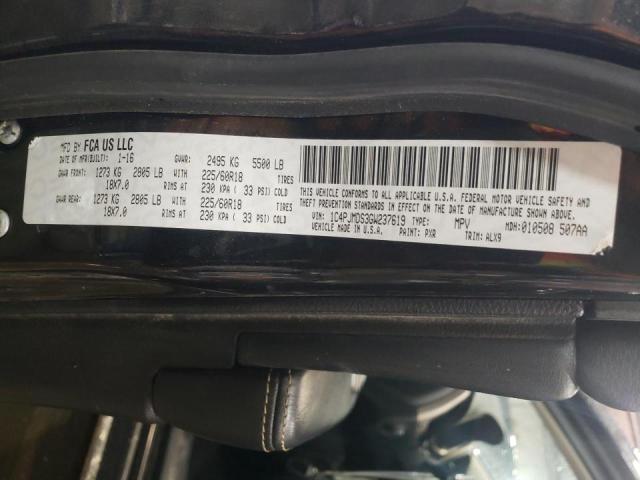 MFD BY FCA US LLC
DATE OF MFR(BUILT): 1-16 GVWR: 2495 KG 5500 LB
GAWR FRONT: 1273 KG 2805 LB WITH 225/60R18 TIRES
18X7.0 RIMS AT 230 KPA ( 33 PSI) COLD
GAWR REAR: 1273 KG 2805 LB WITH 225/60R18 TIRES
18X7.0 RIMS AT 230 KPA ( 33 PSI) COLD
THIS VEHICLE CONFORMS TO ALL APPLICABLE U.S.A. FEDERAL MOTOR VEHICLE SAFETY AND
THEFT PREVENTION STANDARDS IN EFFECT ON THE DATE OF MANUFACTURE SHOWN ABOVE.
VIN: 1C4PJMDS3GW237619 TYPE: MPV MDH: 010508 507AA
VEHICLE MADE IN U.S.A. PAINT: PXR TRIM: ALX9